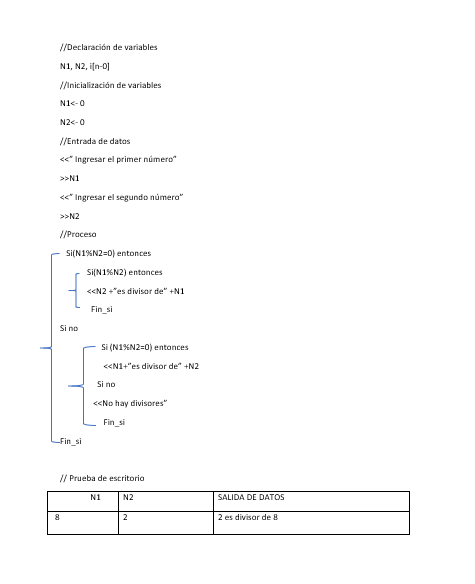 //Declaración de variables
N1, N2, i[n-0]
//Inicialización de variables
N1<- 0
N2<- 0
//Entrada de datos
<<“ Ingresar el primer número”
>>N1
<<“ Ingresar el segundo número”
>>N2
//Proceso
Si(N1%N2=0) entonces
Si(N1%N2) entonces
<<N2 +“es divisor de” +N1
Fin_si
Si no
Si (N1%N2=0) entonces
<<N1+“es divisor de” +N2
Si no
<<No hay divisores”
Fin_si
Fin_si
// Prueba de escritorio
N1 N2 SALIDA DE DATOS
8 2 2 es divisor de 8